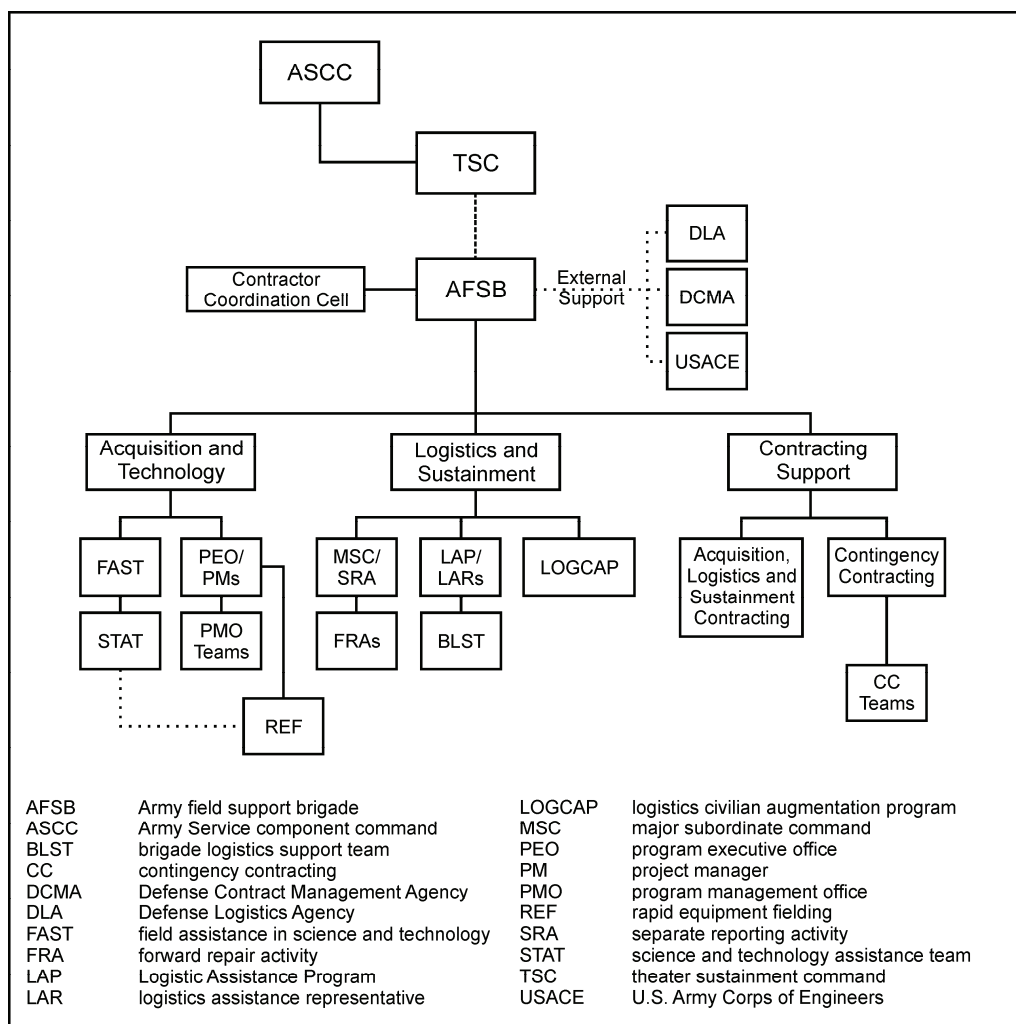 ASCC
TSC
DLA
Contractor
Coordination Cell
AFSB
External
Support
DCMA
USACE
Acquisition and
Technology
Logistics and
Sustainment
Contracting
Support
FAST
PEO/
PMs
MSC/
SRA
LAP/
LARs
LOGCAP
Acquisition,
Logistics and
Sustainment
Contracting
Contingency
Contracting
STAT
PMO
Teams
FRAs
BLST
CC
Teams
REF
AFSB Army field support brigade
ASCC Army Service component command
BLST brigade logistics support team
CC contingency contracting
DCMA Defense Contract Management Agency
DLA Defense Logistics Agency
FAST field assistance in science and technology
FRA forward repair activity
LAP Logistic Assistance Program
LAR logistics assistance representative
LOGCAP logistics civilian augmentation program
MSC major subordinate command
PEO program executive office
PM project manager
PMO program management office
REF rapid equipment fielding
SRA separate reporting activity
STAT science and technology assistance team
TSC theater sustainment command
USACE U.S. Army Corps of Engineers